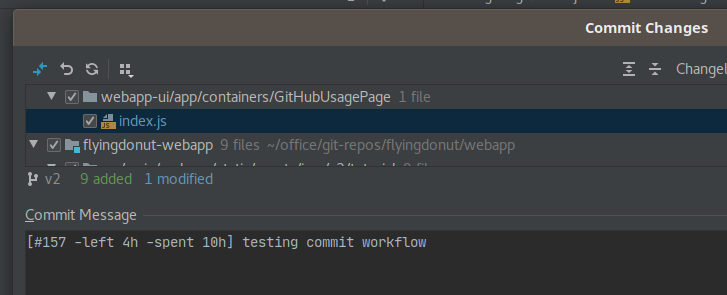 Commit Changes
Changel
webapp-ui/app/containers/GitHubUsagePage 1 file
index.js
flyingdonut-webapp 9 files ~/office/git-repos/flyingdonut/webapp
v2 9 added 1 modified
Commit Message
[#157 -left 4h -spent 10h] testing commit workflow